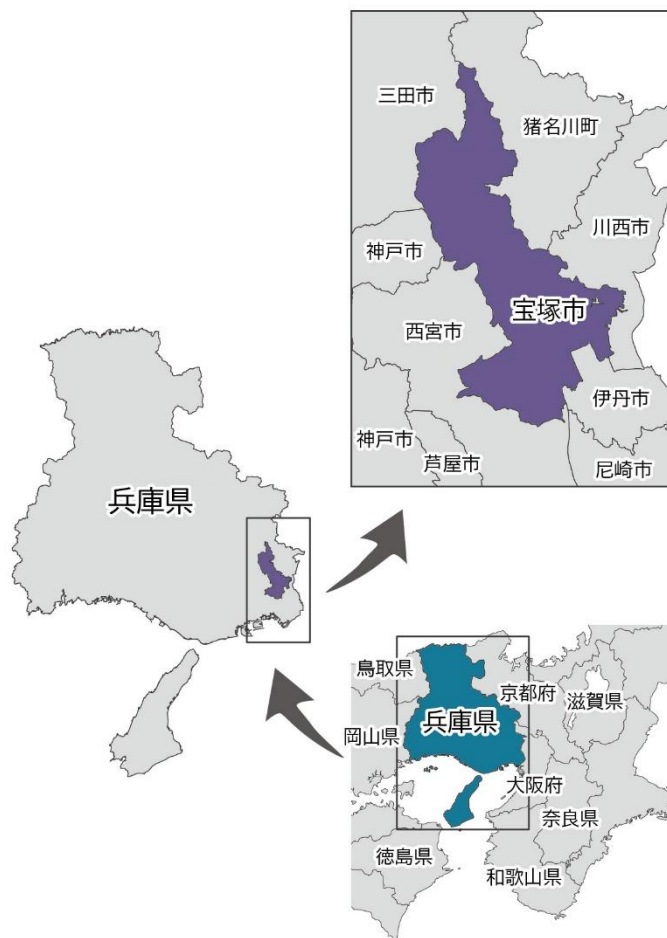 三田市
猪名川町
川西市
神戸市
宝塚市
西宮市
伊丹市
神戸市
芦屋市
尼崎市
兵庫県
鳥取県
京都府
滋賀県
兵庫県
岡山県
大阪府
奈良県
徳島県
和歌山県